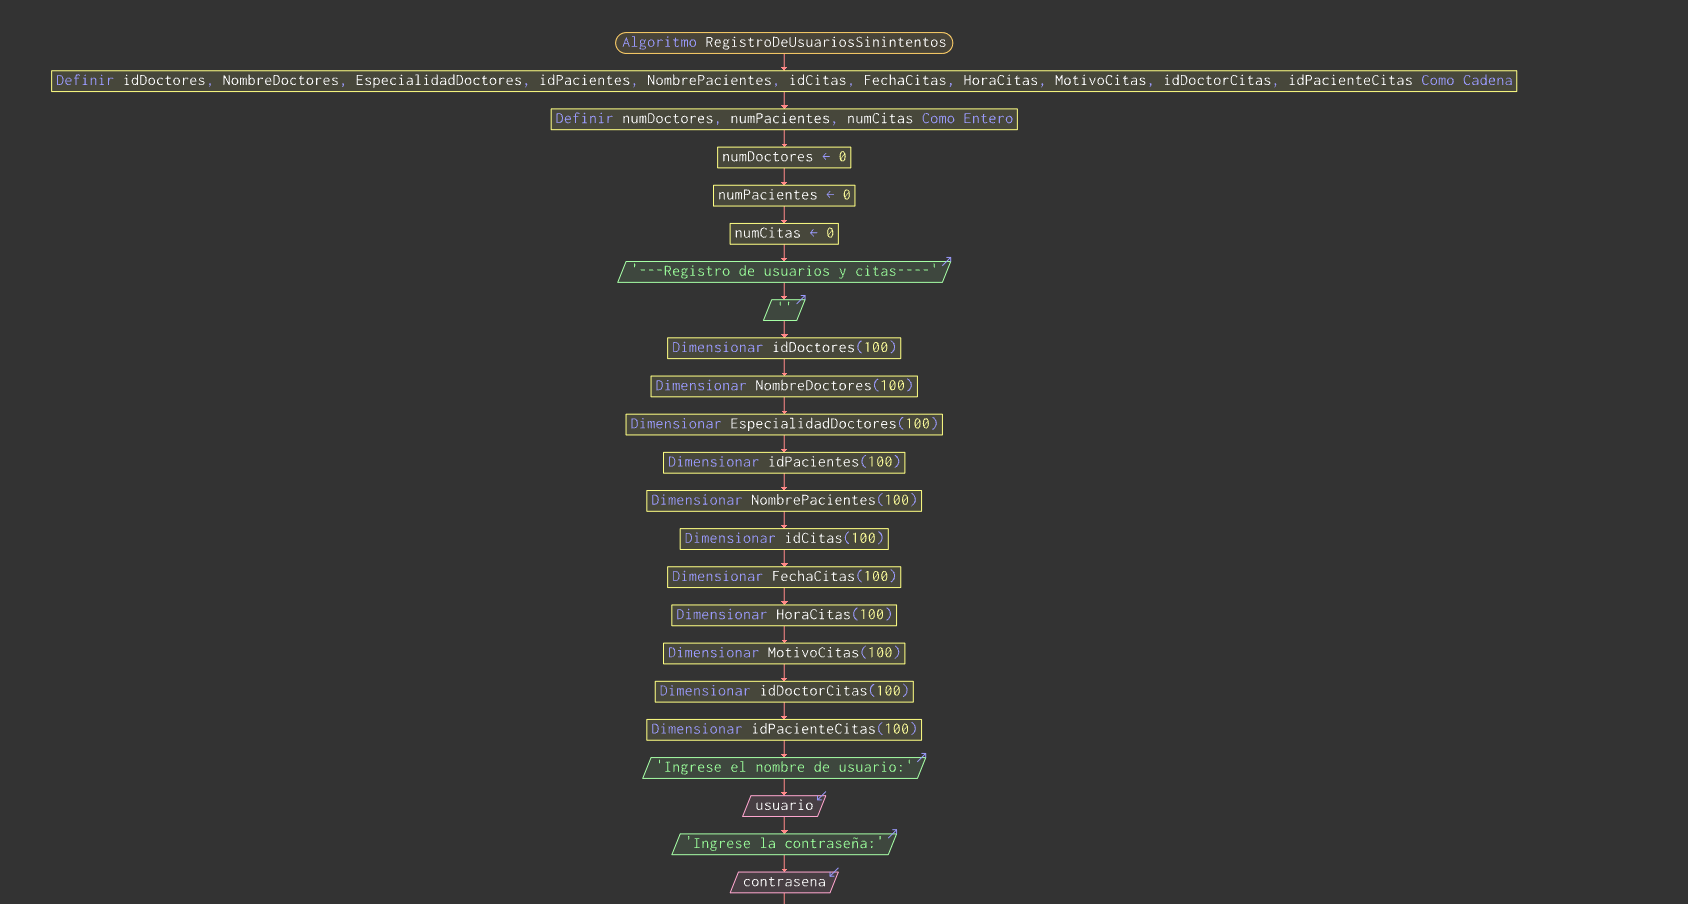 Algoritmo RegistroDeUsuariosSinintentos
Definir idDoctores, NombreDoctores, EspecialidadDoctores, idPacientes, NombrePacientes, idCitas, FechaCitas, HoraCitas, MotivoCitas, idDoctorCitas, idPacienteCitas Como Cadena
Definir numDoctores, numPacientes, numCitas Como Entero
numDoctores ← 0
numPacientes ← 0
numCitas ← 0
'---Registro de usuarios y citas----'
''
Dimensionar idDoctores(100)
Dimensionar NombreDoctores(100)
Dimensionar EspecialidadDoctores(100)
Dimensionar idPacientes(100)
Dimensionar NombrePacientes(100)
Dimensionar idCitas(100)
Dimensionar FechaCitas(100)
Dimensionar HoraCitas(100)
Dimensionar MotivoCitas(100)
Dimensionar idDoctorCitas(100)
Dimensionar idPacienteCitas(100)
'Ingrese el nombre de usuario:'
usuario
'Ingrese la contraseña:'
contrasena